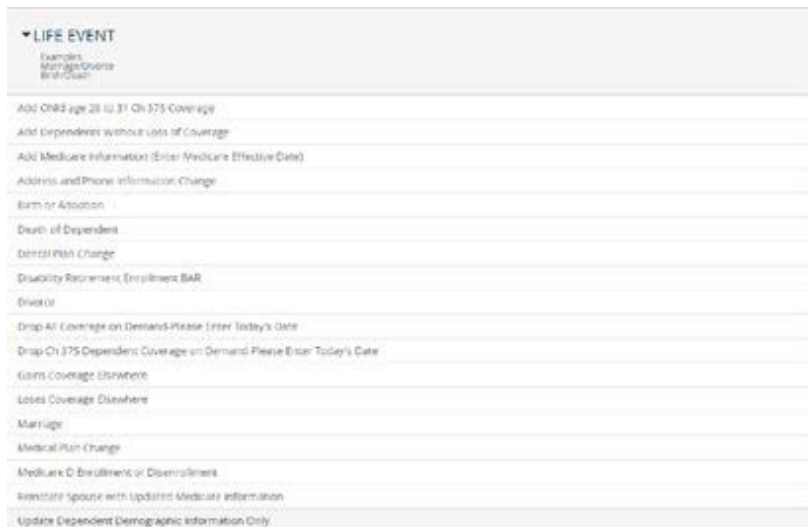 LIFE EVENT
Examples
Marriage/Divorce
Birth/Death
Add Child age 26 to 31 Ch 375 Coverage
Add Dependents without Loss of Coverage
Add Medicare Information (Enter Medicare Effective Date)
Address and Phone Information Change
Birth or Adoption
Death of Dependent
Dental Plan Change
Disability Retirement Enrollment BAR
Divorce
Drop All Coverage on Demand-Please Enter Today's Date
Drop Ch 375 Dependent Coverage on Demand-Please Enter Today's Date
Gains Coverage Elsewhere
Loses Coverage Elsewhere
Marriage
Medical Plan Change
Medicare D Enrollment or Disenrollment
Reinstate Spouse with Updated Medicare Information
Update Dependent Demographic Information Only